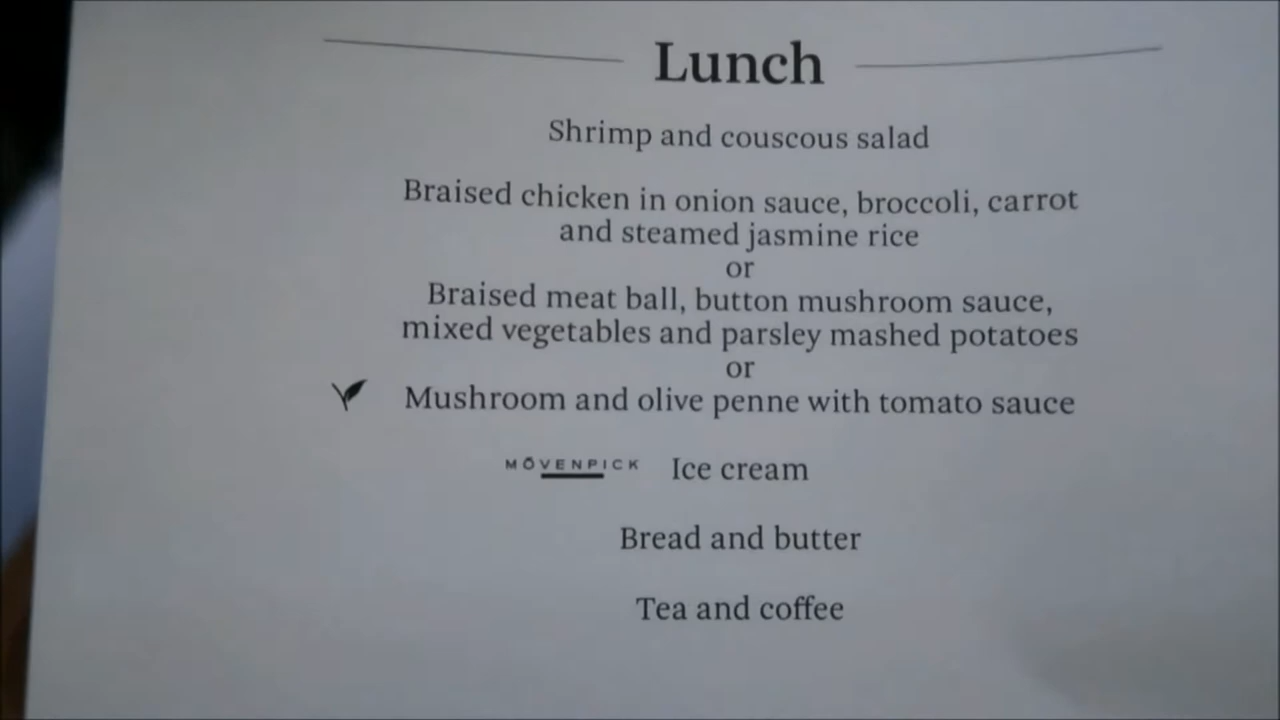 Lunch
Shrimp and couscous salad
Braised chicken in onion sauce, broccoli, carrot
and steamed jasmine rice
or
Braised meat ball, button mushroom sauce,
mixed vegetables and parsley mashed potatoes
or
Mushroom and olive penne with tomato sauce
MÖVENPICK Ice cream
Bread and butter
Tea and coffee